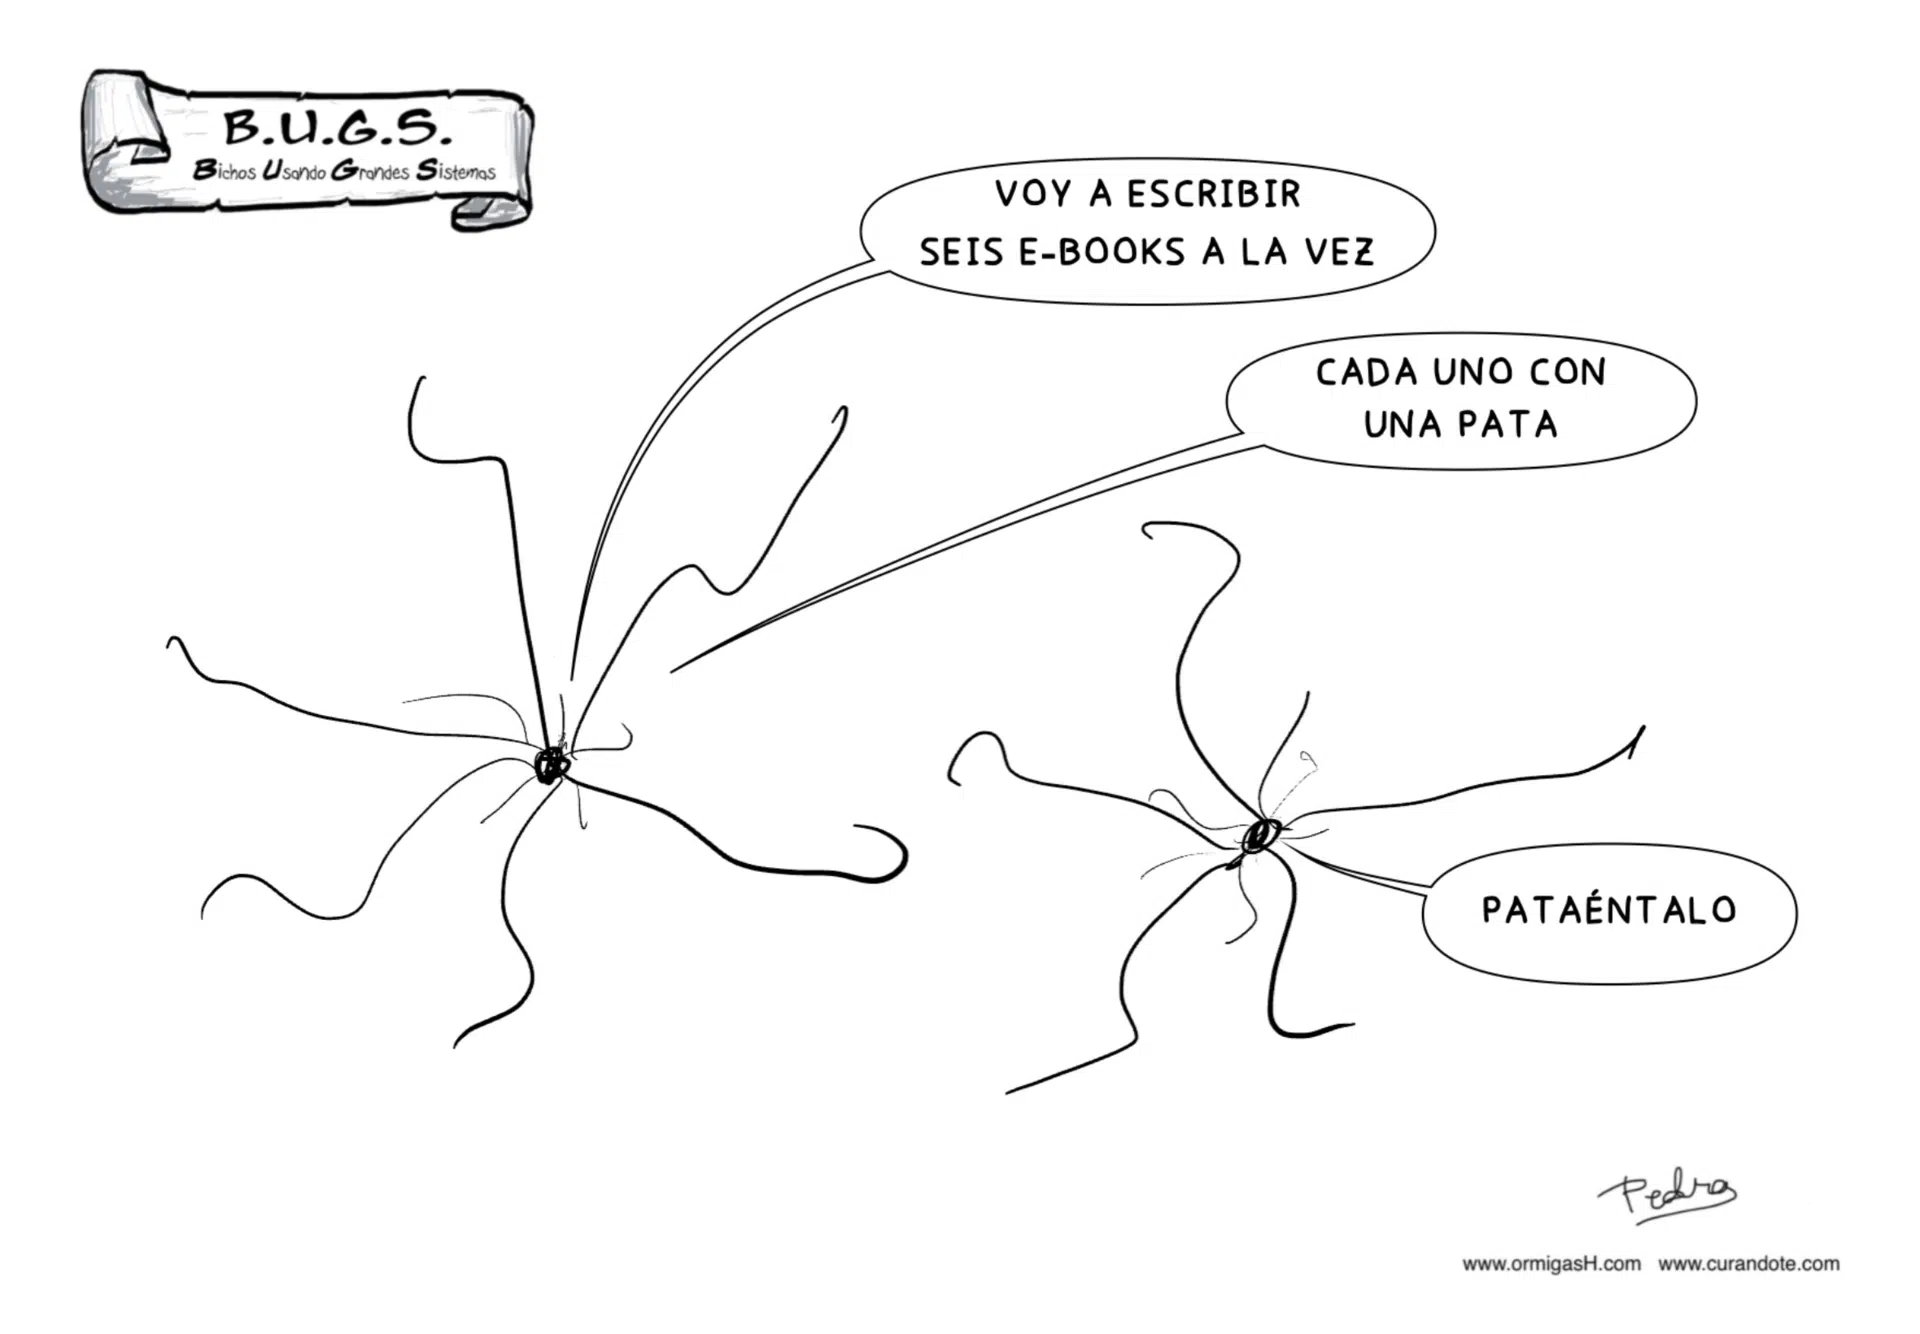 B.U.G.S.
Bichos Usando Grandes Sistemas
VOY A ESCRIBIR
SEIS E-BOOKS A LA VEZ
CADA UNO CON
UNA PATA
PATAÉNTALO
Pedro
www.ormigasH.com www.curandote.com